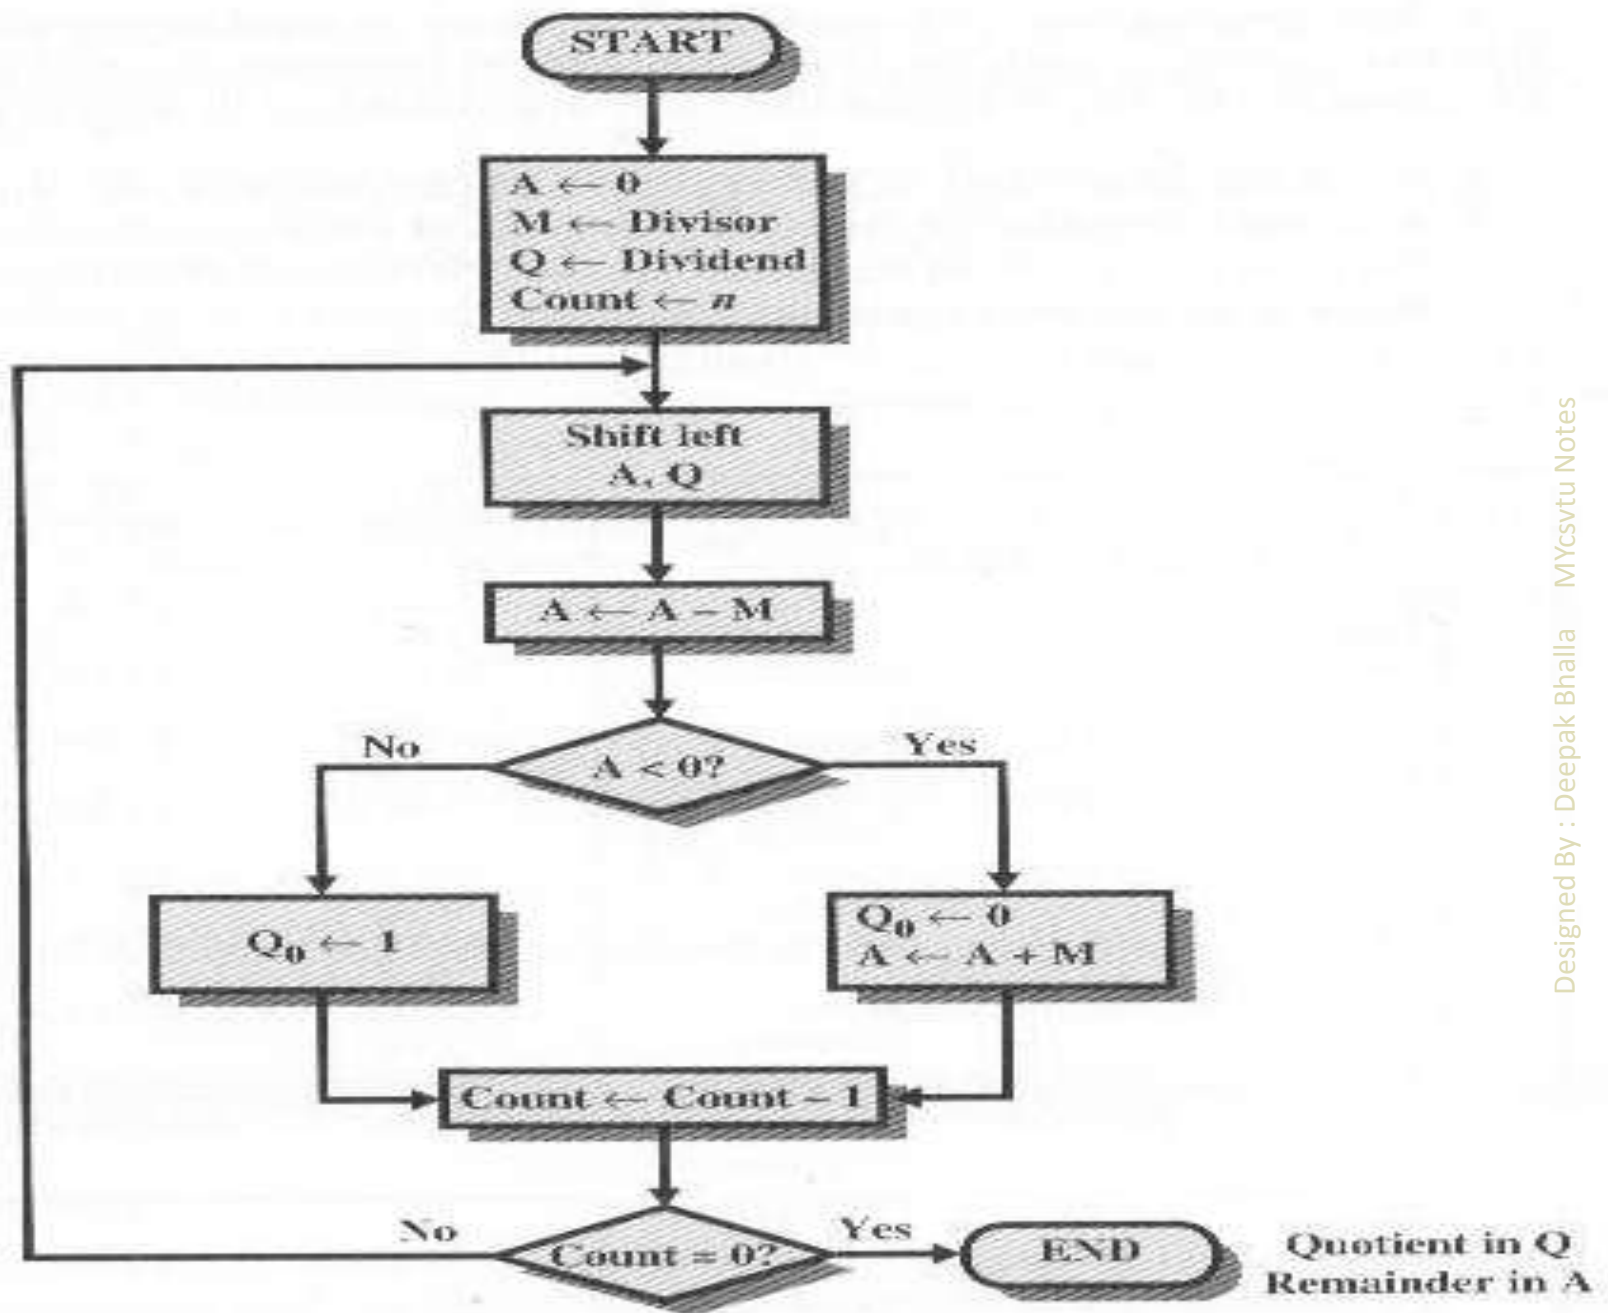 START
A ← 0
M ← Divisor
Q ← Dividend
Count ← n
Shift left
A, Q
A ← A – M
No
A < 0?
Yes
Q₀ ← 1
Q₀ ← 0
A ← A + M
Count ← Count – 1
No
Count = 0?
Yes
END
Quotient in Q
Remainder in A
Designed By : Deepak Bhalla MYcsvtu Notes